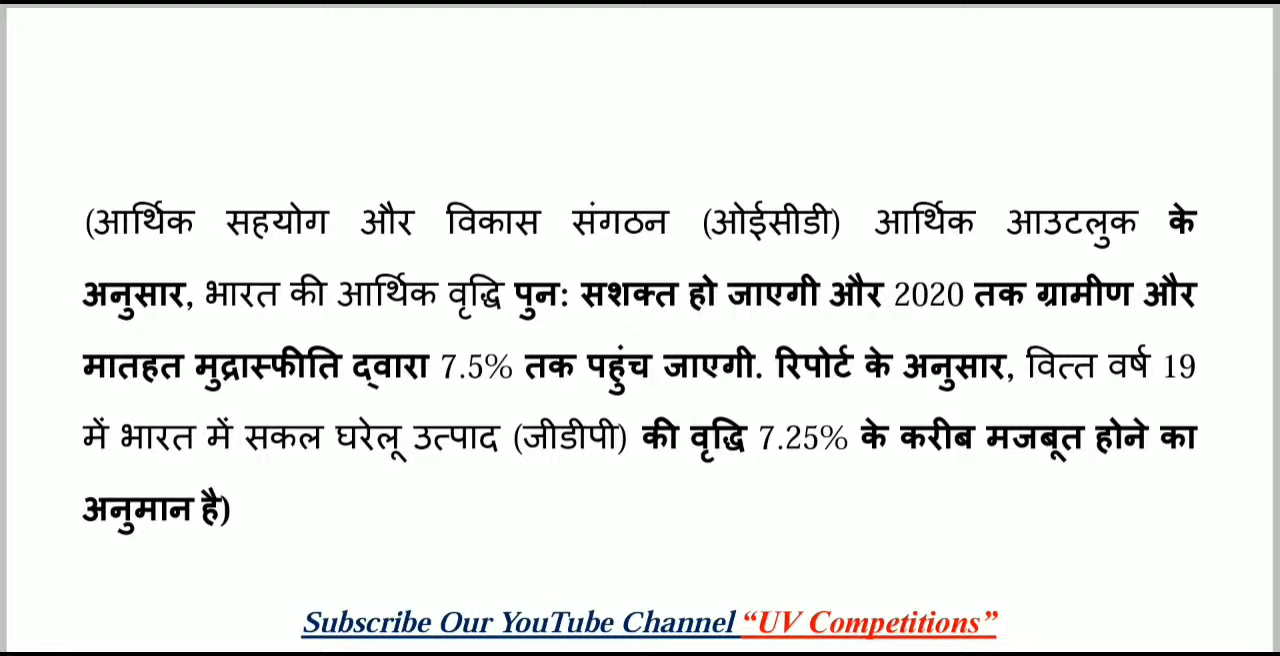 (आर्थिक सहयोग और विकास संगठन (ओईसीडी) आर्थिक आउटलुक के
अनुसार, भारत की आर्थिक वृद्धि पुन: सशक्त हो जाएगी और 2020 तक ग्रामीण और
मातहत मुद्रास्फीति द्वारा 7.5% तक पहुंच जाएगी. रिपोर्ट के अनुसार, वित्त वर्ष 19
में भारत में सकल घरेलू उत्पाद (जीडीपी) की वृद्धि 7.25% के करीब मजबूत होने का
अनुमान है)
Subscribe Our YouTube Channel “UV Competitions”